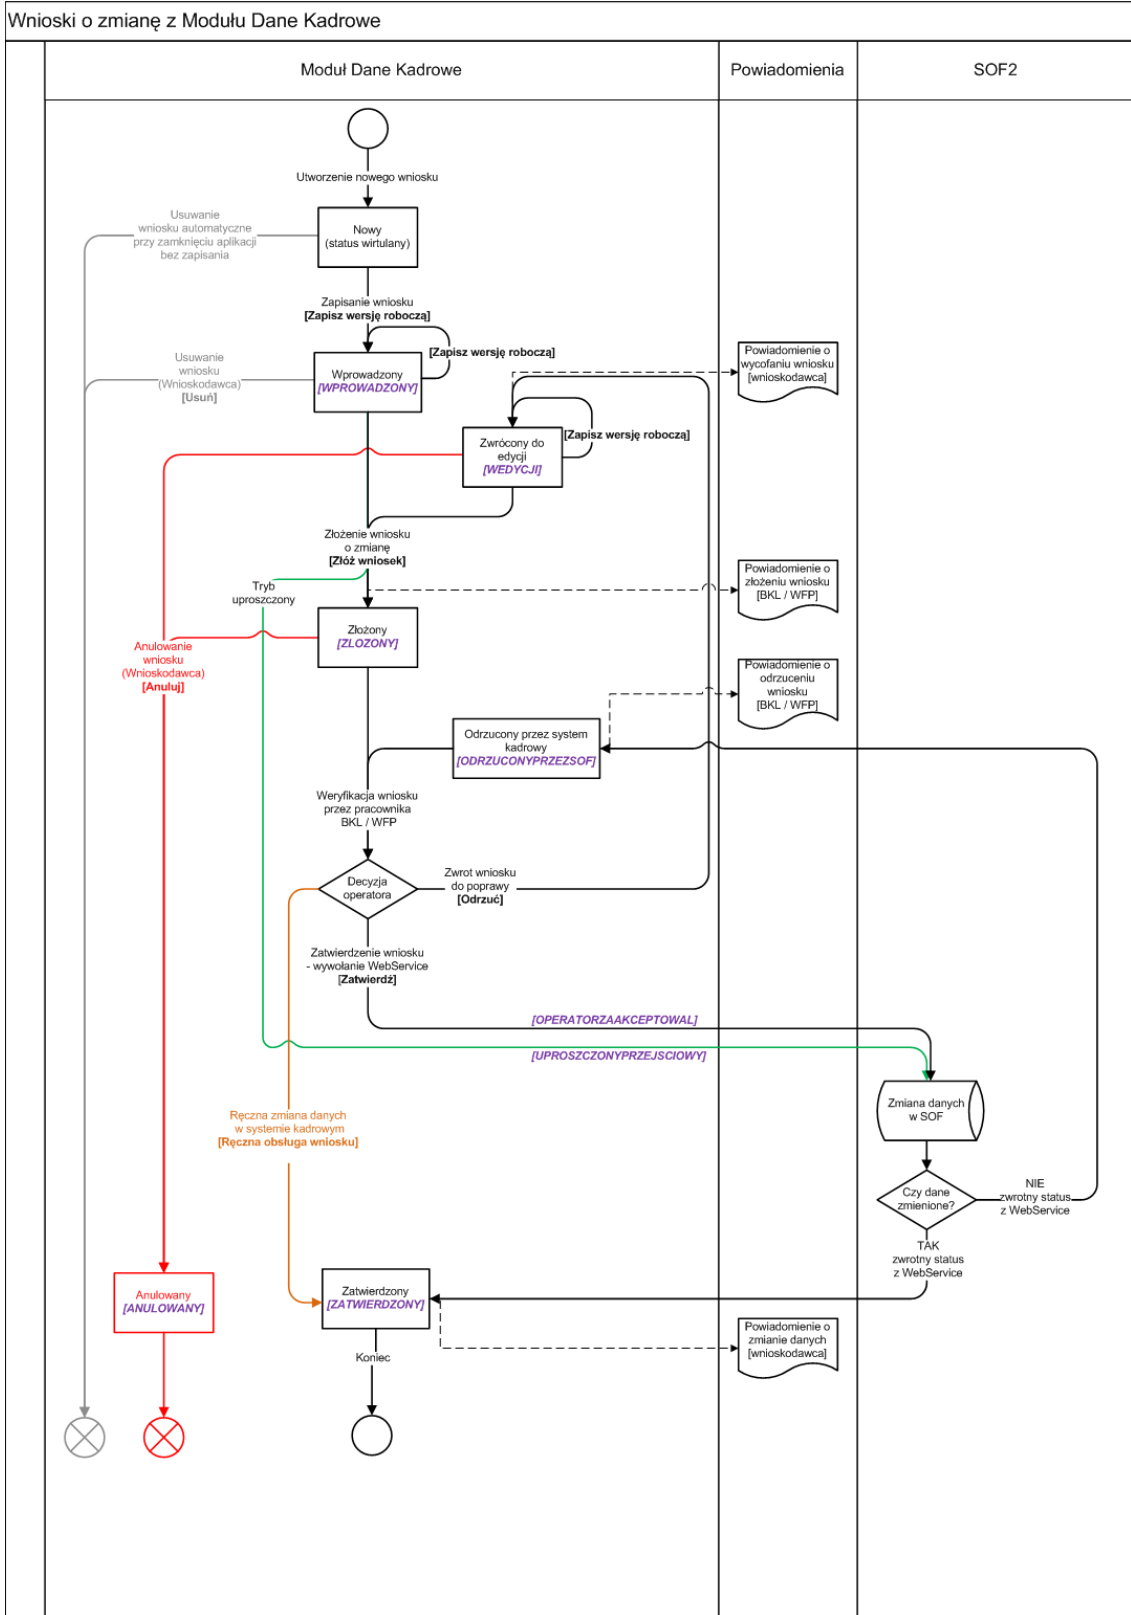 Wnioski o zmianę z Modułu Dane Kadrowe
Moduł Dane Kadrowe
Powiadomienia
SOF2
Utworzenie nowego wniosku
Usuwanie
wniosku automatyczne
przy zamknięciu aplikacji
bez zapisania
Nowy
(status wirtulany)
Zapisanie wniosku
[Zapisz wersję roboczą]
[Zapisz wersję roboczą]
Usuwanie
wniosku
(Wnioskodawca)
[Usuń]
Wprowadzony
[WPROWADZONY]
Powiadomienie o
wycofaniu wniosku
[wnioskodawca]
Zwrócony do
edycji
[WEDYCJI]
[Zapisz wersję roboczą]
Złożenie wniosku
o zmianę
[Złóż wniosek]
Tryb
uproszczony
Powiadomienie o
złożeniu wniosku
[BKL / WFP]
Złożony
[ZLOZONY]
Anulowanie
wniosku
(Wnioskodawca)
[Anuluj]
Powiadomienie o
odrzuceniu
wniosku
[BKL / WFP]
Odrzucony przez system
kadrowy
[ODRZUCONYPRZEZSOF]
Weryfikacja wniosku
przez pracownika
BKL / WFP
Decyzja
operatora
Zwrot wniosku
do poprawy
[Odrzuć]
Zatwierdzenie wniosku
- wywołanie WebService
[Zatwierdź]
[OPERATORZAAKCEPTOWAL]
[UPROSZCZONYPRZEJSCIOWY]
Zmiana danych
w SOF
Ręczna zmiana danych
w systemie kadrowym
[Ręczna obsługa wniosku]
Czy dane
zmienione?
NIE
zwrotny status
z WebService
TAK
zwrotny status
z WebService
Anulowany
[ANULOWANY]
Zatwierdzony
[ZATWIERDZONY]
Powiadomienie o
zmianie danych
[wnioskodawca]
Koniec